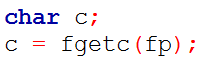 char c;
c = fgetc(fp);